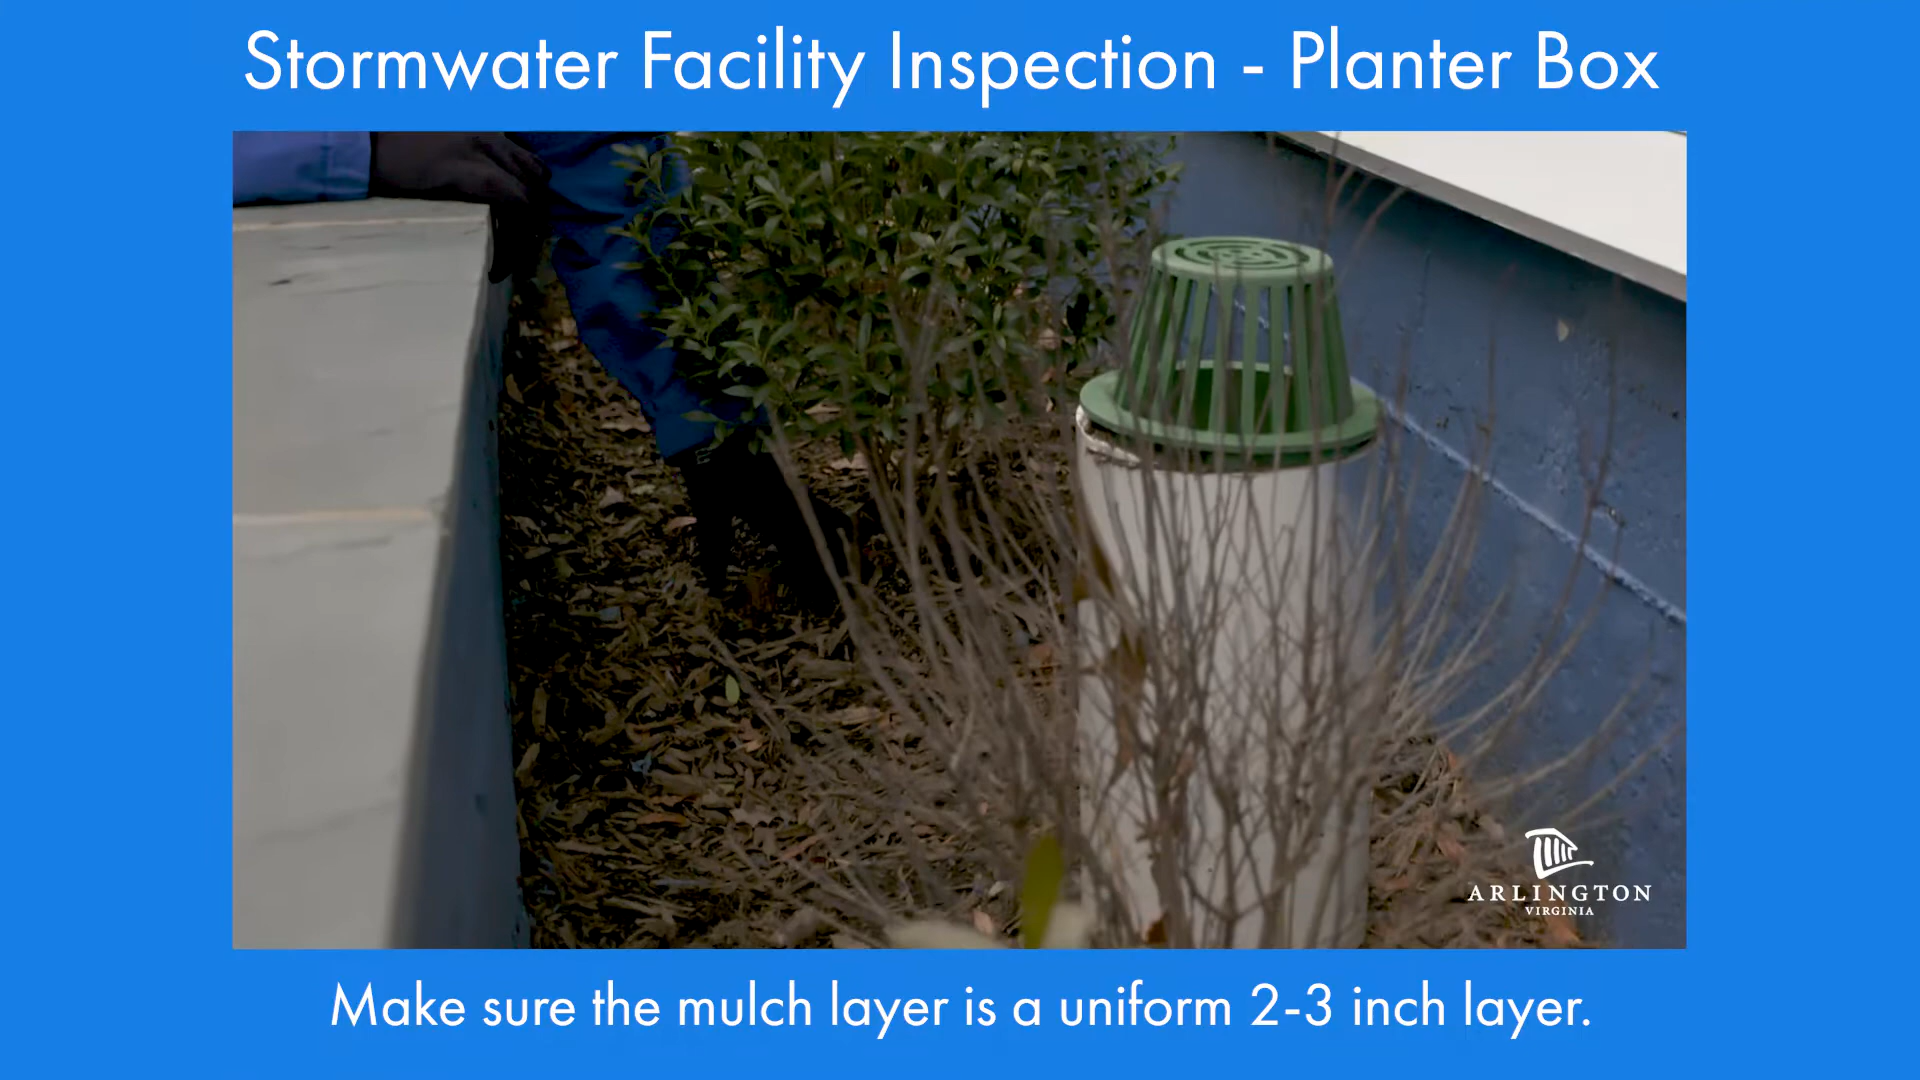 Stormwater Facility Inspection - Planter Box
ARLINGTON
VIRGINIA
Make sure the mulch layer is a uniform 2-3 inch layer.